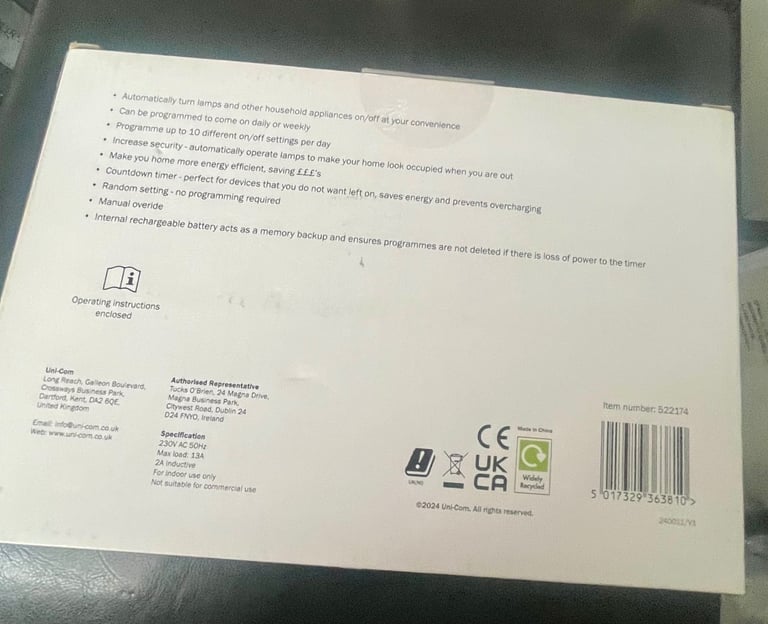 • Automatically turn lamps and other household appliances on/off at your convenience
• Can be programmed to come on daily or weekly
• Programme up to 10 different on/off settings per day
• Increase security - automatically operate lamps to make your home look occupied when you are out
• Make you home more energy efficient, saving £££'s
• Countdown timer - perfect for devices that you do not want left on, saves energy and prevents overcharging
• Random setting - no programming required
• Manual overide
• Internal rechargeable battery acts as a memory backup and ensures programmes are not deleted if there is loss of power to the timer
i
Operating instructions
enclosed
Uni-Com
Long Reach, Galleon Boulevard,
Crossways Business Park,
Dartford, Kent, DA2 6QE,
United Kingdom
Email: info@uni-com.co.uk
Web: www.uni-com.co.uk
Authorised Representative
Tucks O'Brien, 24 Magna Drive,
Magna Business Park,
Citywest Road, Dublin 24
D24 FNY0, Ireland
Specification
230V AC 50Hz
Max load: 13A
2A inductive
For indoor use only
Not suitable for commercial use
!
CE
UK
CA
Made in China
Widely
Recycled
©2024 Uni-Com. All rights reserved.
Item number: 522174
5 017329 363810 >
240011/V1